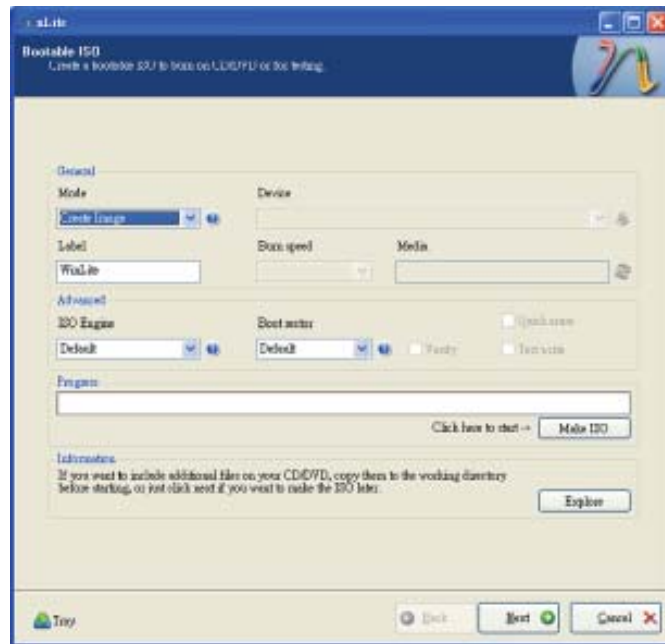 nLite
Bootable ISO
Create a bootable ISO to burn on CD/DVD or for testing.
General
Mode
Device
Create Image
Label
Burn speed
Media
WinLite
Advanced
ISO Engine
Boot sector
Quick erase
Default
Default
Verify
Test write
Progress
Click here to start→
Make ISO
Information
If you want to include additional files on your CD/DVD, copy them to the working directory
before starting, or just click next if you want to make the ISO later.
Explore
Tray
Back
Next
Cancel